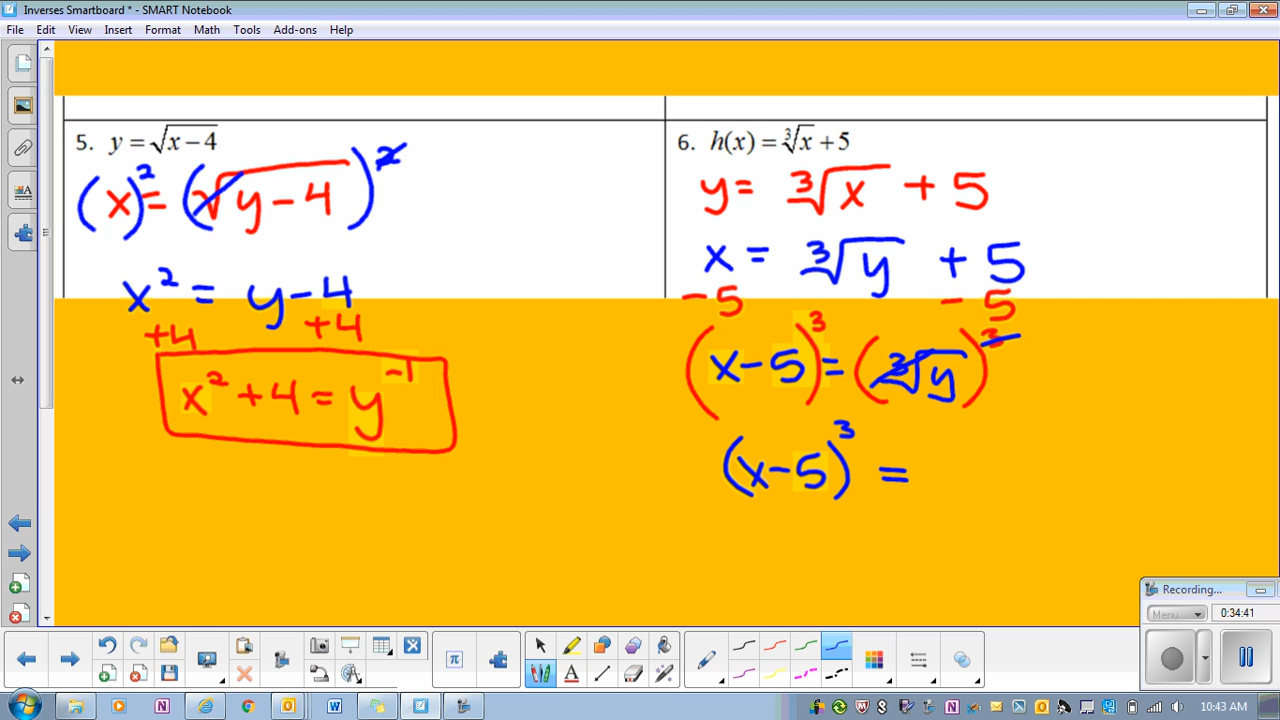 Inverses Smartboard * - SMART Notebook
File Edit View Insert Format Math Tools Add-ons Help
5. y = √x−4
(x)² = (√y−4)²
x² = y−4
+4 +4
x² + 4 = y⁻¹
6. h(x) = ∛x + 5
y = ∛x + 5
x = ∛y + 5
−5 −5
(x−5)³ = (∛y)³
(x−5)³ =
Recording...
Menu
0:34:41
10:43 AM